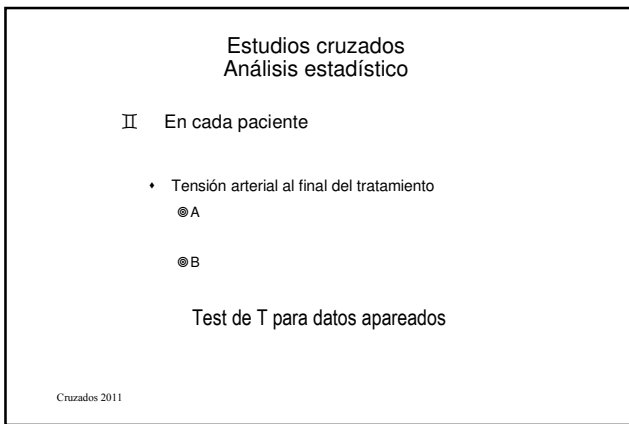 Estudios cruzados
Análisis estadístico
♊ En cada paciente
♦ Tensión arterial al final del tratamiento
◎ A
◎ B
Test de T para datos apareados
Cruzados 2011